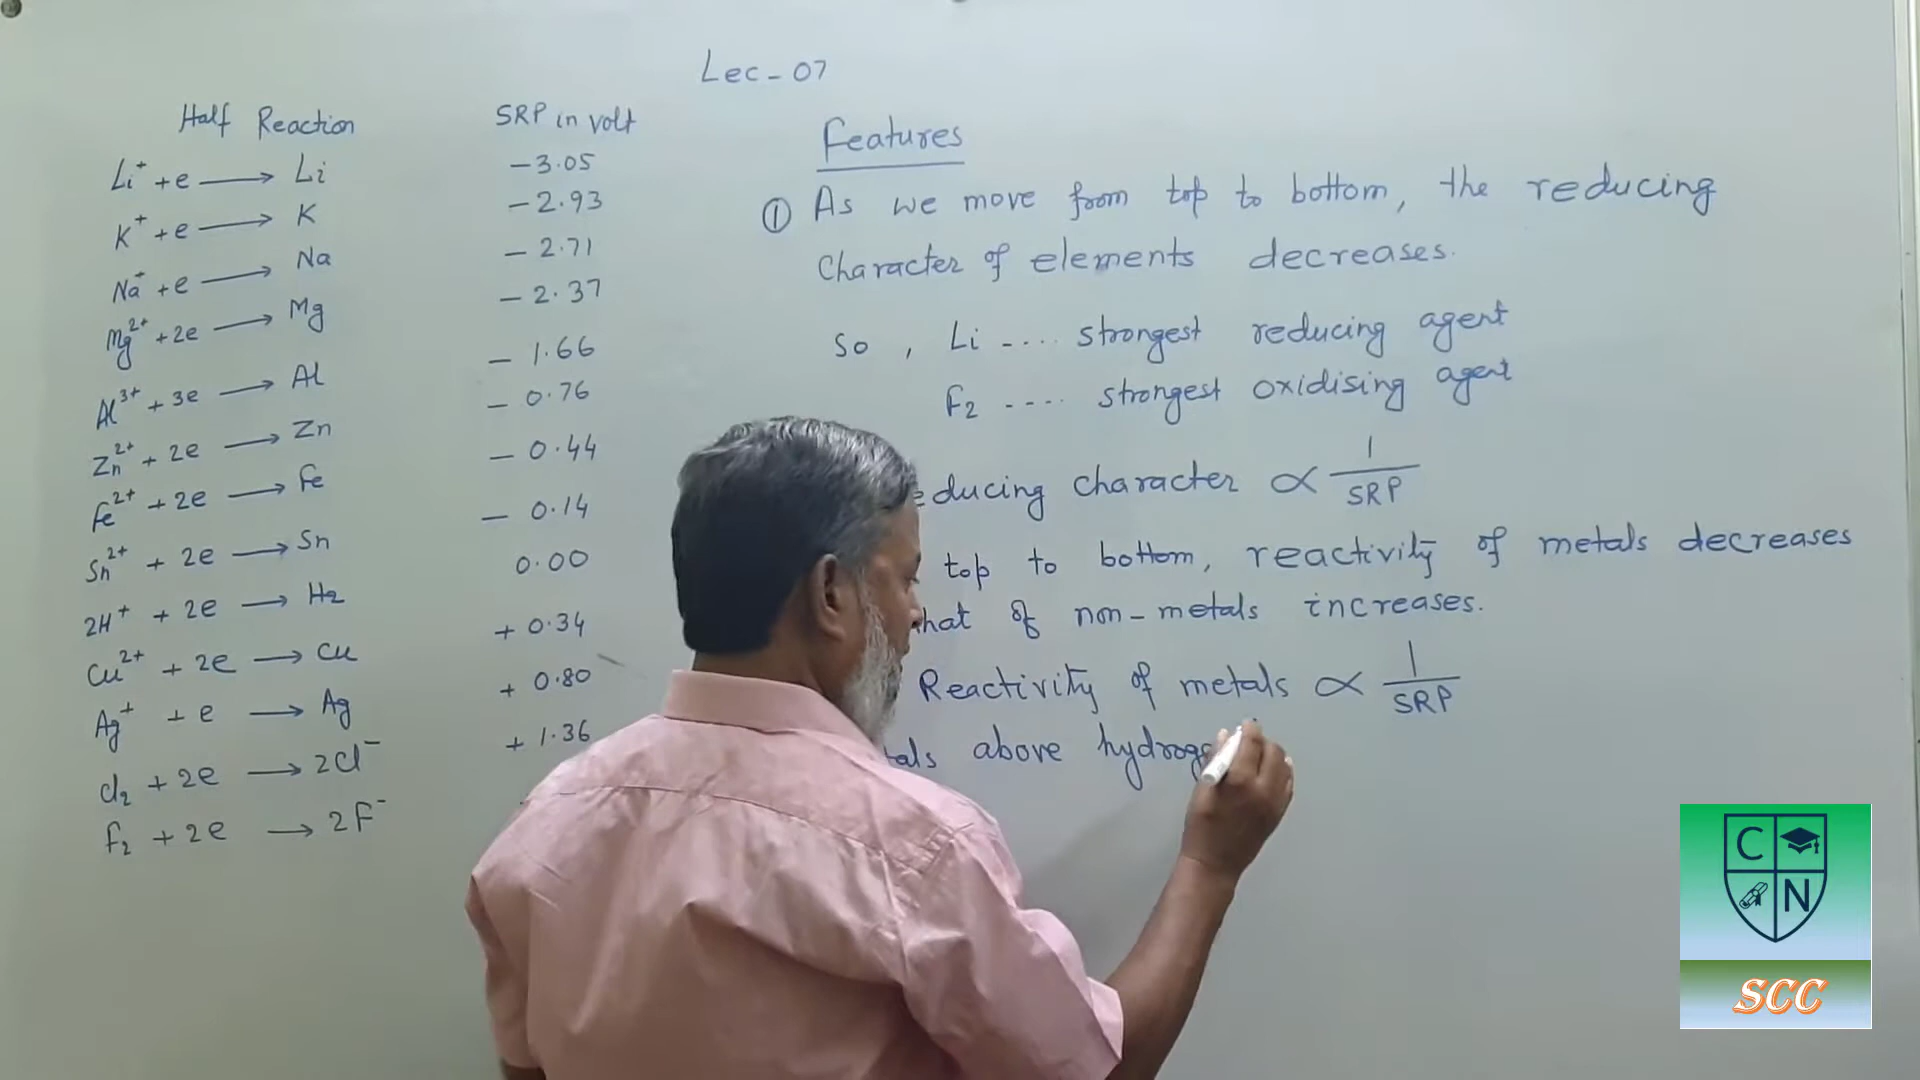 Lec - 07
Half Reaction SRP in volt
Li⁺ + e ⟶ Li − 3.05
K⁺ + e ⟶ K − 2.93
Na⁺ + e ⟶ Na − 2.71
Mg²⁺ + 2e ⟶ Mg − 2.37
Al³⁺ + 3e ⟶ Al − 1.66
Zn²⁺ + 2e ⟶ Zn − 0.76
Fe²⁺ + 2e ⟶ Fe − 0.44
Sn²⁺ + 2e ⟶ Sn − 0.14
2H⁺ + 2e ⟶ H₂ 0.00
Cu²⁺ + 2e ⟶ Cu + 0.34
Ag⁺ + e ⟶ Ag + 0.80
Cl₂ + 2e ⟶ 2Cl⁻ + 1.36
F₂ + 2e ⟶ 2F⁻
Features
① As we move from top to bottom, the reducing
Character of elements decreases.
So , Li .... strongest reducing agent
F₂ .... strongest oxidising agent
educing character ∝ 1/SRP
top to bottom, reactivity of metals decreases
hat of non-metals increases.
Reactivity of metals ∝ 1/SRP
tals above hydroge
C N
SCC